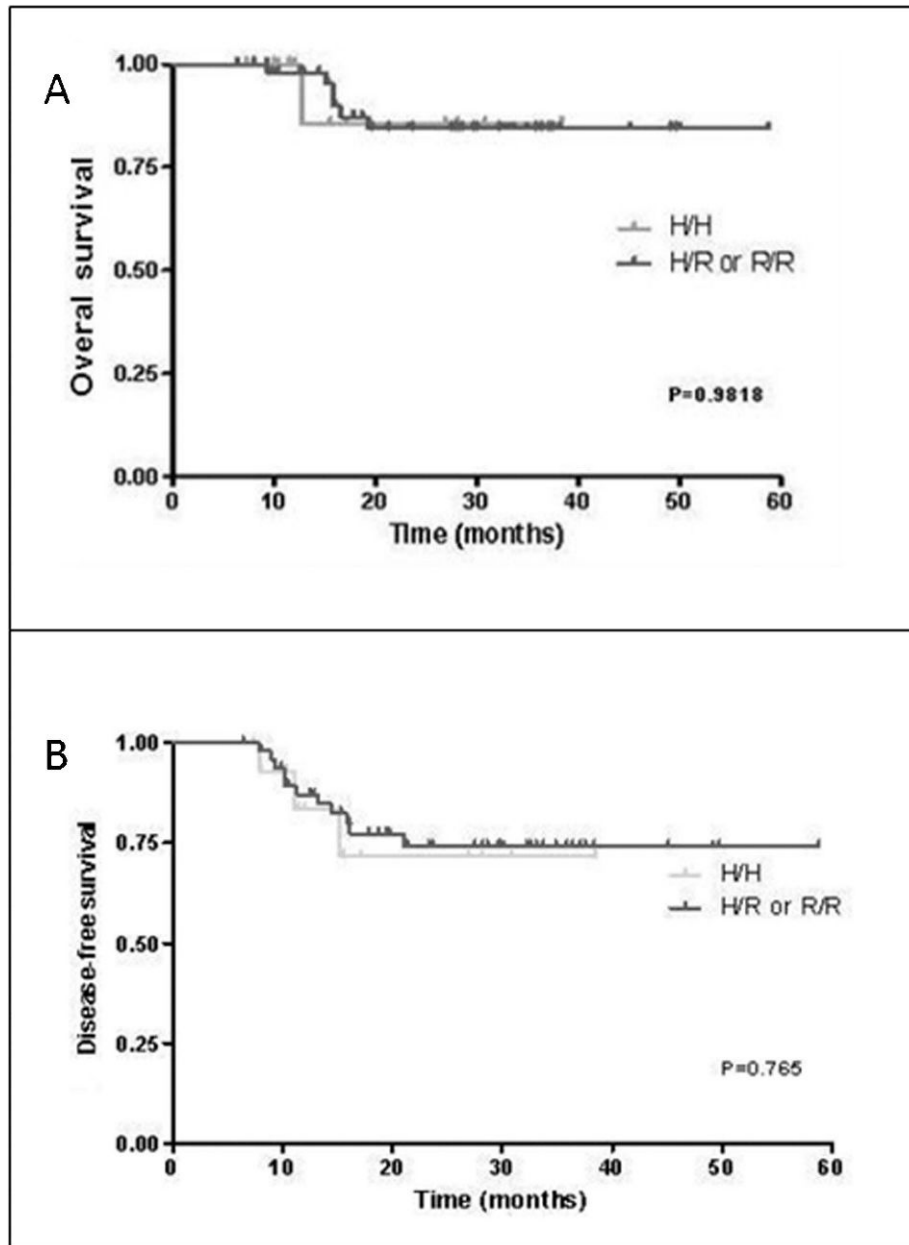 A
Overal survival
1.00
0.75
0.50
0.25
0.00
H/H
H/R or R/R
P=0.9818
0 10 20 30 40 50 60
Time (months)
B
Disease-free survival
1.00
0.75
0.50
0.25
0.00
H/H
H/R or R/R
P=0.765
0 10 20 30 40 50 60
Time (months)